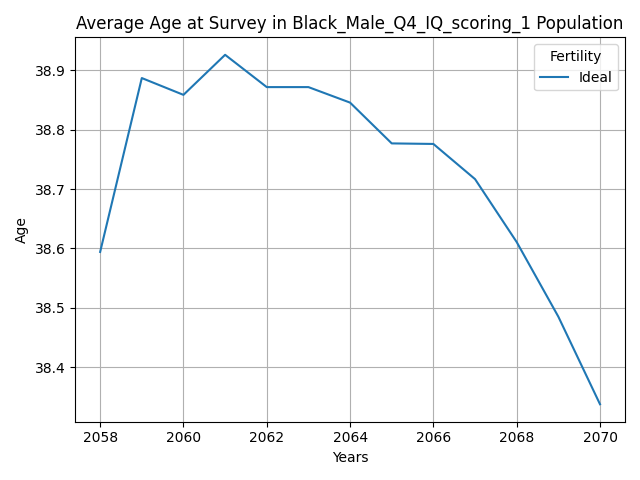 Average Age at Survey in Black_Male_Q4_IQ_scoring_1 Population
Fertility
Ideal
38.9
38.8
38.7
38.6
38.5
38.4
Age
2058
2060
2062
2064
2066
2068
2070
Years